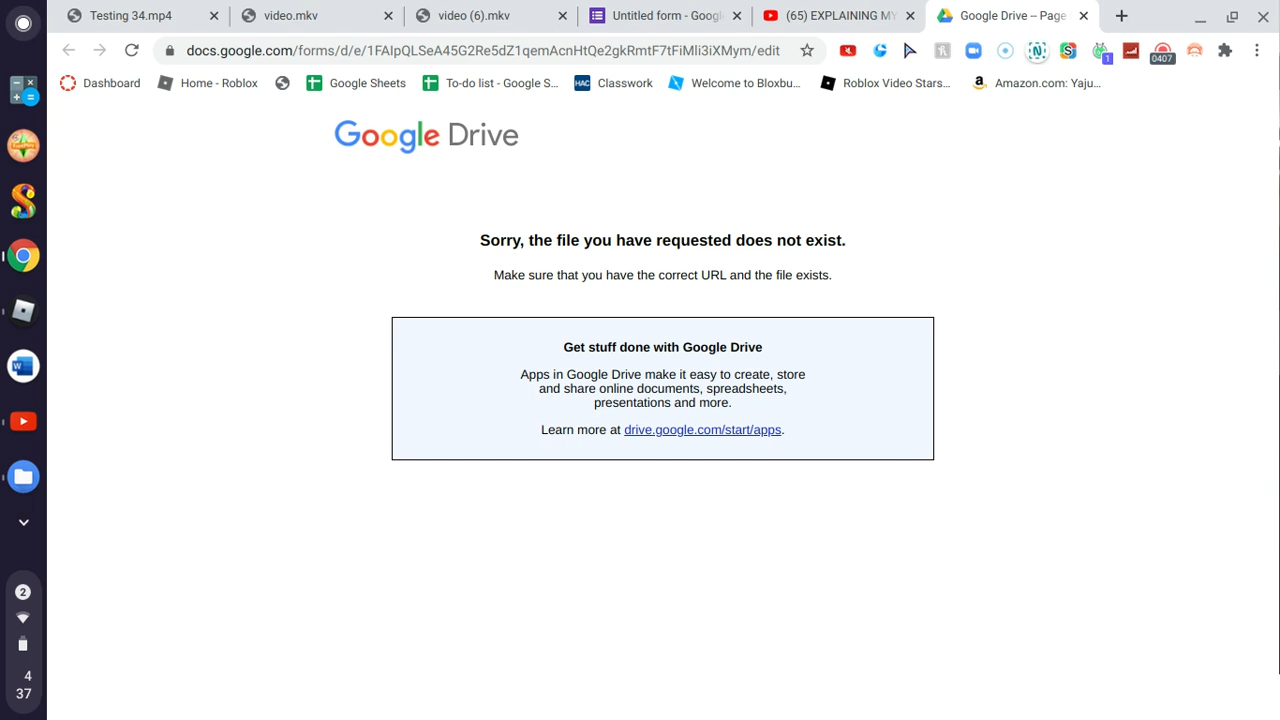 Testing 34.mp4
video.mkv
video (6).mkv
Untitled form - Goog
(65) EXPLAINING MY
Google Drive – Page
docs.google.com/forms/d/e/1FAIpQLSeA45G2Re5dZ1qemAcnHtQe2gkRmtF7tFiMli3iXMym/edit
1
0407
Dashboard
Home - Roblox
Google Sheets
To-do list - Google S...
HAC
Classwork
Welcome to Bloxbu...
Roblox Video Stars...
Amazon.com: Yaju...
Google Drive
Sorry, the file you have requested does not exist.
Make sure that you have the correct URL and the file exists.
Get stuff done with Google Drive
Apps in Google Drive make it easy to create, store
and share online documents, spreadsheets,
presentations and more.
Learn more at drive.google.com/start/apps.
2
4
37